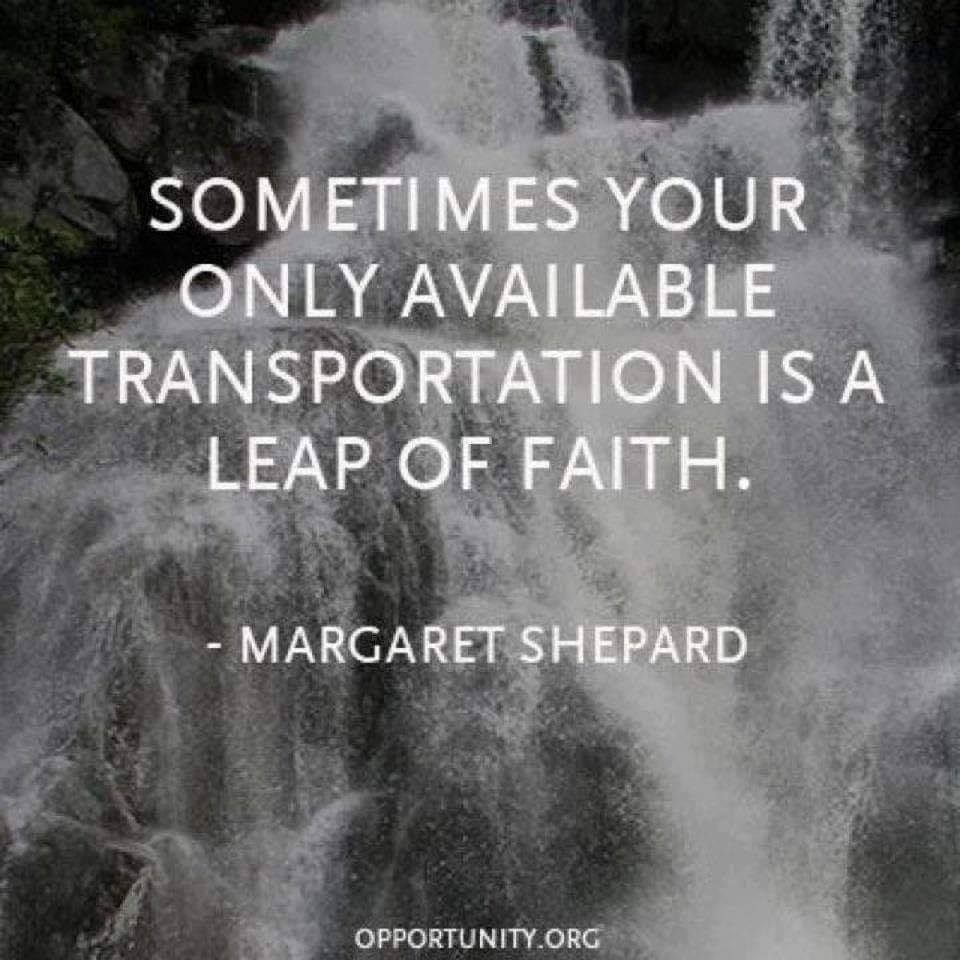 SOMETIMES YOUR
ONLY AVAILABLE
TRANSPORTATION IS A
LEAP OF FAITH.
- MARGARET SHEPARD
OPPORTUNITY.ORG